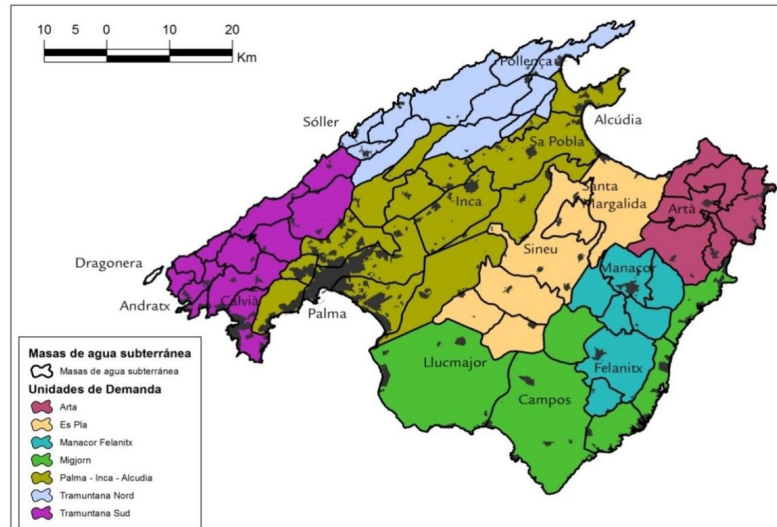 10 0 10 20
Km
Pollença
Sóller
Alcúdia
Sa Pobla
Inca
Santa
Margalida
Artà
Sineu
Dragonera
Manacor
Andratx
Calvià
Palma
Llucmajor
Felanitx
Campos
Masas de agua subterránea
Masas de agua subterránea
Unidades de Demanda
Arta
Es Pla
Manacor Felanitx
Migjorn
Palma - Inca - Alcudia
Tramuntana Nord
Tramuntana Sud